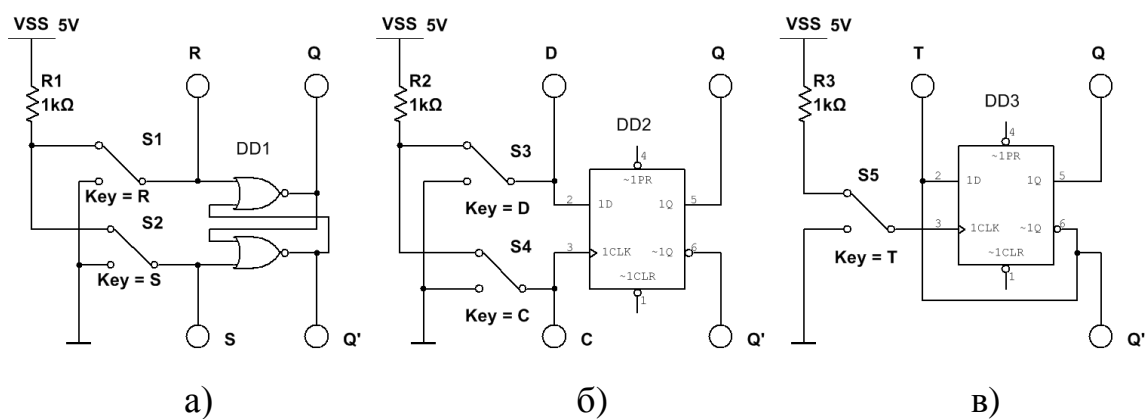 VSS 5V
R
Q
R1
1kΩ
S1
DD1
Key = R
S2
Key = S
S
Q'
а)
VSS 5V
D
Q
R2
1kΩ
S3
DD2
4
~1PR
Key = D
2
1D
1Q
5
S4
3
1CLK
~1Q
6
~1CLR
1
Key = C
C
Q'
б)
VSS 5V
T
Q
R3
1kΩ
DD3
4
~1PR
S5
2
1D
1Q
5
3
1CLK
~1Q
6
Key = T
~1CLR
1
Q'
в)